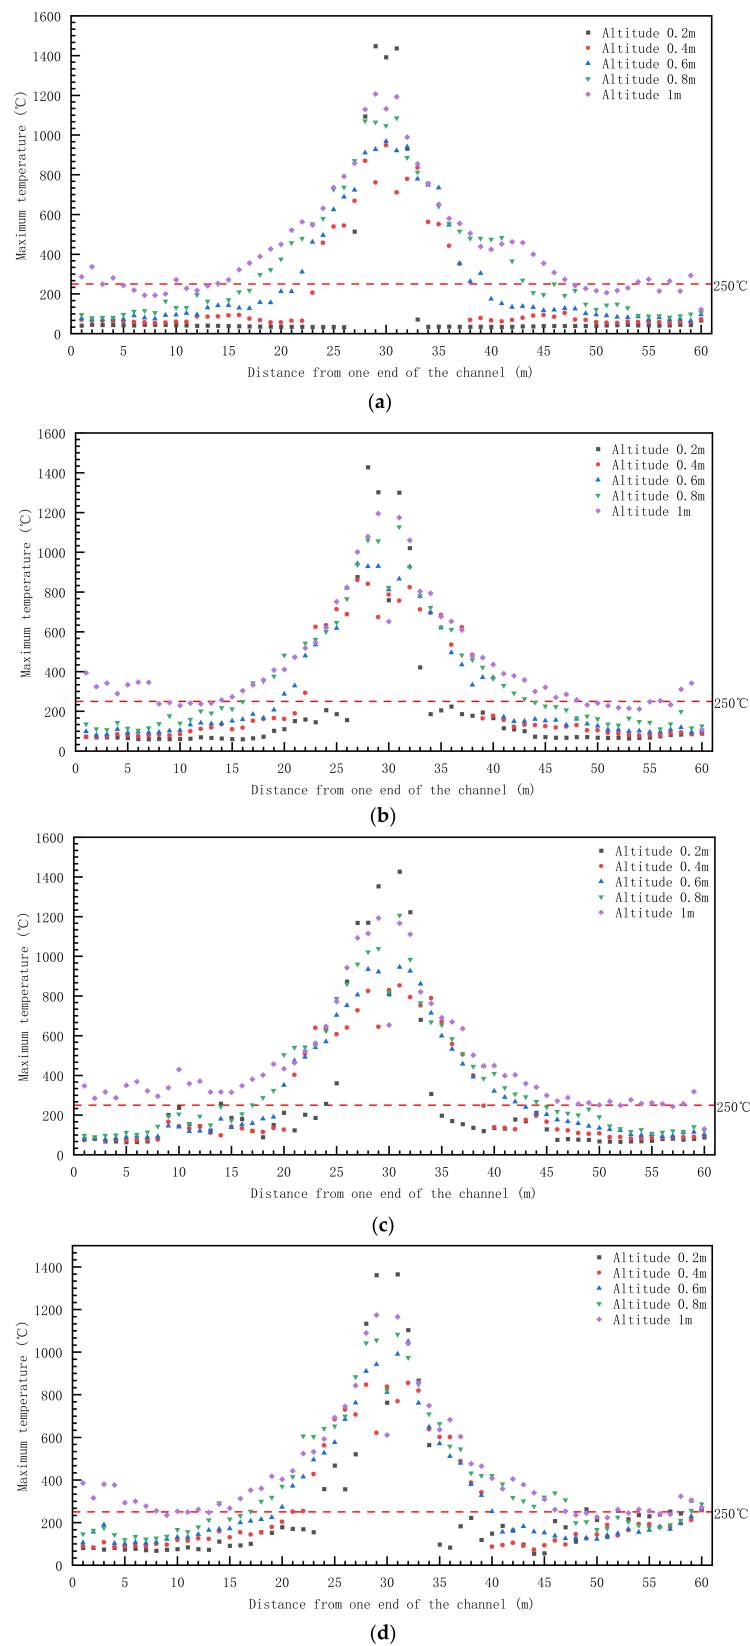 1600
1400
1200
1000
800
600
400
200
0
Maximum temperature (℃)
Altitude 0.2m
Altitude 0.4m
Altitude 0.6m
Altitude 0.8m
Altitude 1m
250℃
0 5 10 15 20 25 30 35 40 45 50 55 60
Distance from one end of the channel (m)
(a)
1600
1400
1200
1000
800
600
400
200
0
Maximum temperature (℃)
Altitude 0.2m
Altitude 0.4m
Altitude 0.6m
Altitude 0.8m
Altitude 1m
250℃
0 5 10 15 20 25 30 35 40 45 50 55 60
Distance from one end of the channel (m)
(b)
1600
1400
1200
1000
800
600
400
200
0
Maximum temperature (℃)
Altitude 0.2m
Altitude 0.4m
Altitude 0.6m
Altitude 0.8m
Altitude 1m
250℃
0 5 10 15 20 25 30 35 40 45 50 55 60
Distance from one end of the channel (m)
(c)
1400
1200
1000
800
600
400
200
0
Maximum temperature (℃)
Altitude 0.2m
Altitude 0.4m
Altitude 0.6m
Altitude 0.8m
Altitude 1m
250℃
0 5 10 15 20 25 30 35 40 45 50 55 60
Distance from one end of the channel (m)
(d)